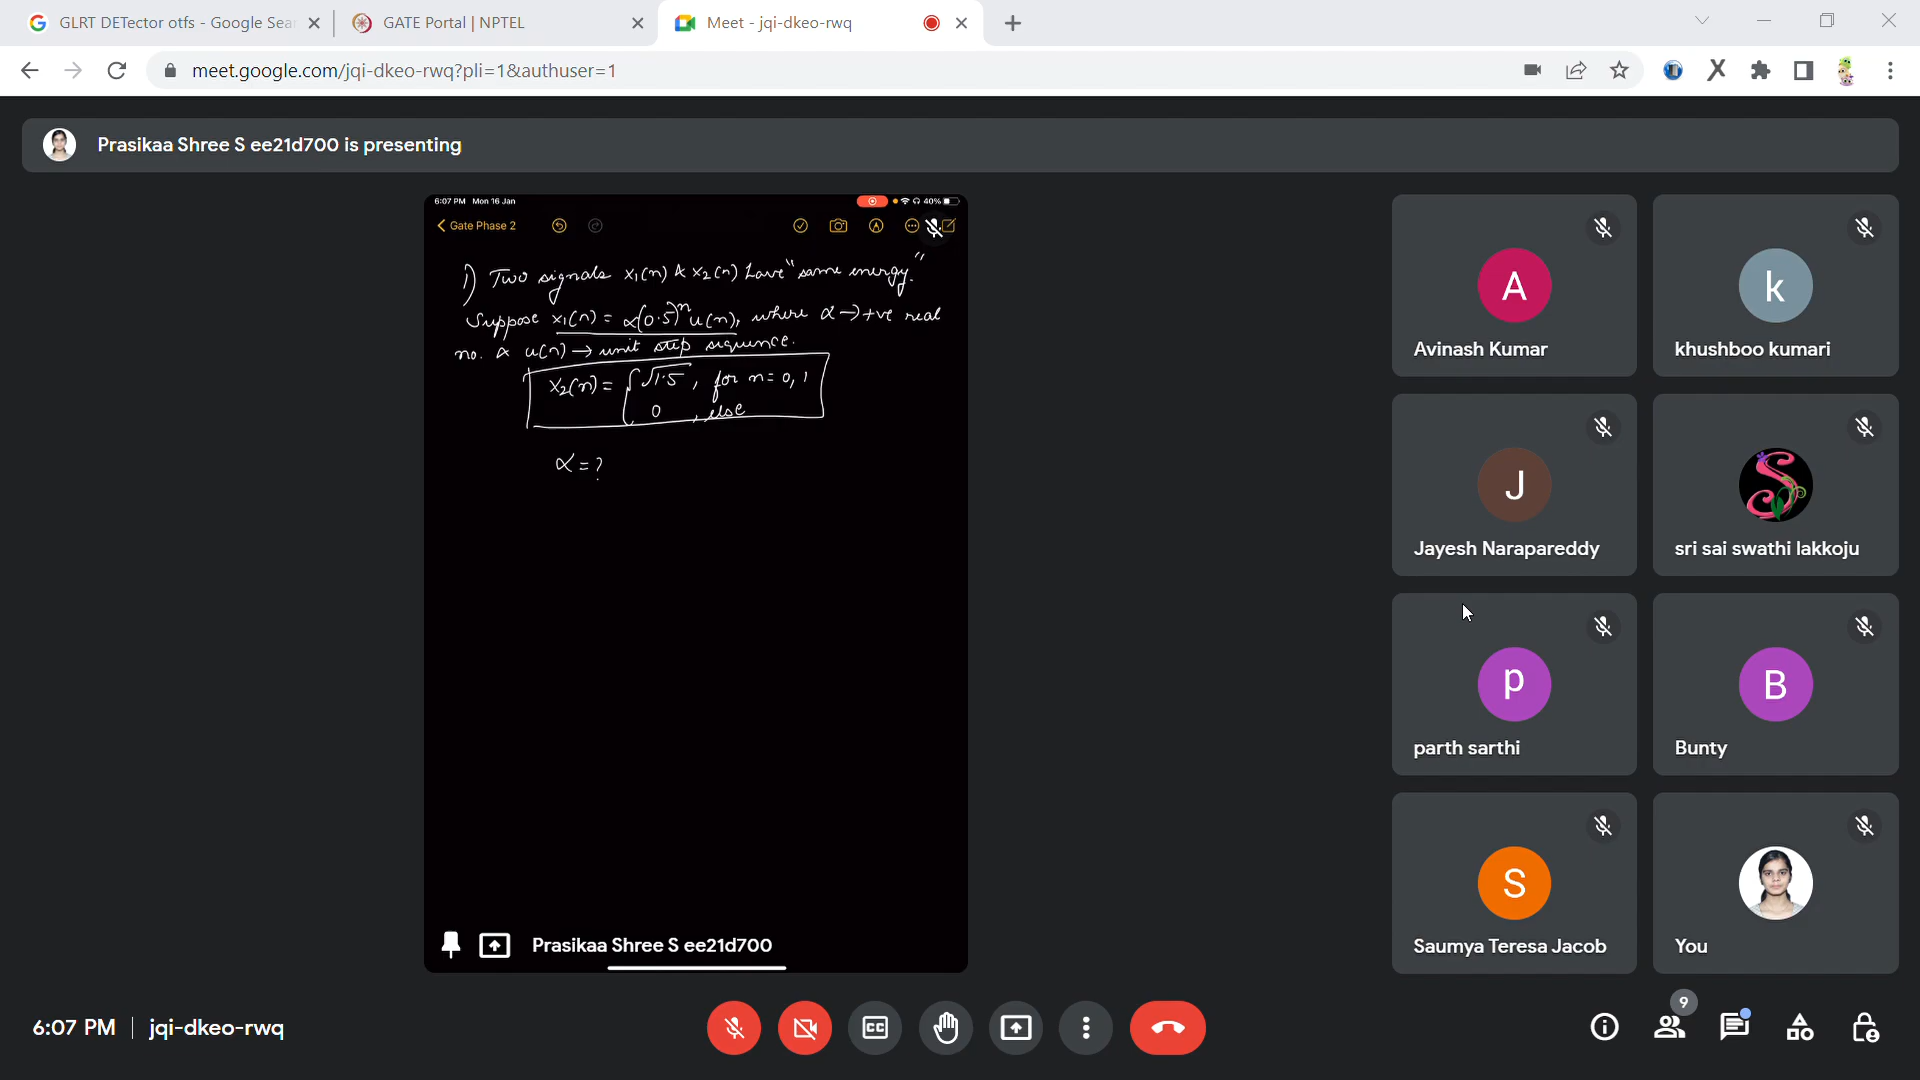 GLRT DETector otfs - Google Sea
GATE Portal | NPTEL
Meet - jqi-dkeo-rwq
meet.google.com/jqi-dkeo-rwq?pli=1&authuser=1
Prasikaa Shree S ee21d700 is presenting
6:07 PM Mon 16 Jan
40%
Gate Phase 2
1) Two signals x₁(n) & x₂(n) have "same energy."
Suppose x₁(n) = α(0.5)ⁿ u(n), where α → +ve real
no. & u(n) → unit step sequence.
x₂(n) = { √1.5 , for n = 0, 1
0 , else
α = ?
Prasikaa Shree S ee21d700
A
Avinash Kumar
k
khushboo kumari
J
Jayesh Narapareddy
S
sri sai swathi lakkoju
p
parth sarthi
B
Bunty
S
Saumya Teresa Jacob
You
6:07 PM | jqi-dkeo-rwq
CC
9